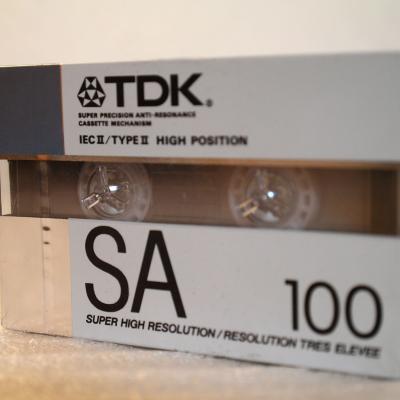 TDK®
SUPER PRECISION ANTI-RESONANCE
CASSETTE MECHANISM
IEC II/TYPE II HIGH POSITION
SA 100
SUPER HIGH RESOLUTION/RESOLUTION TRES ELEVEE